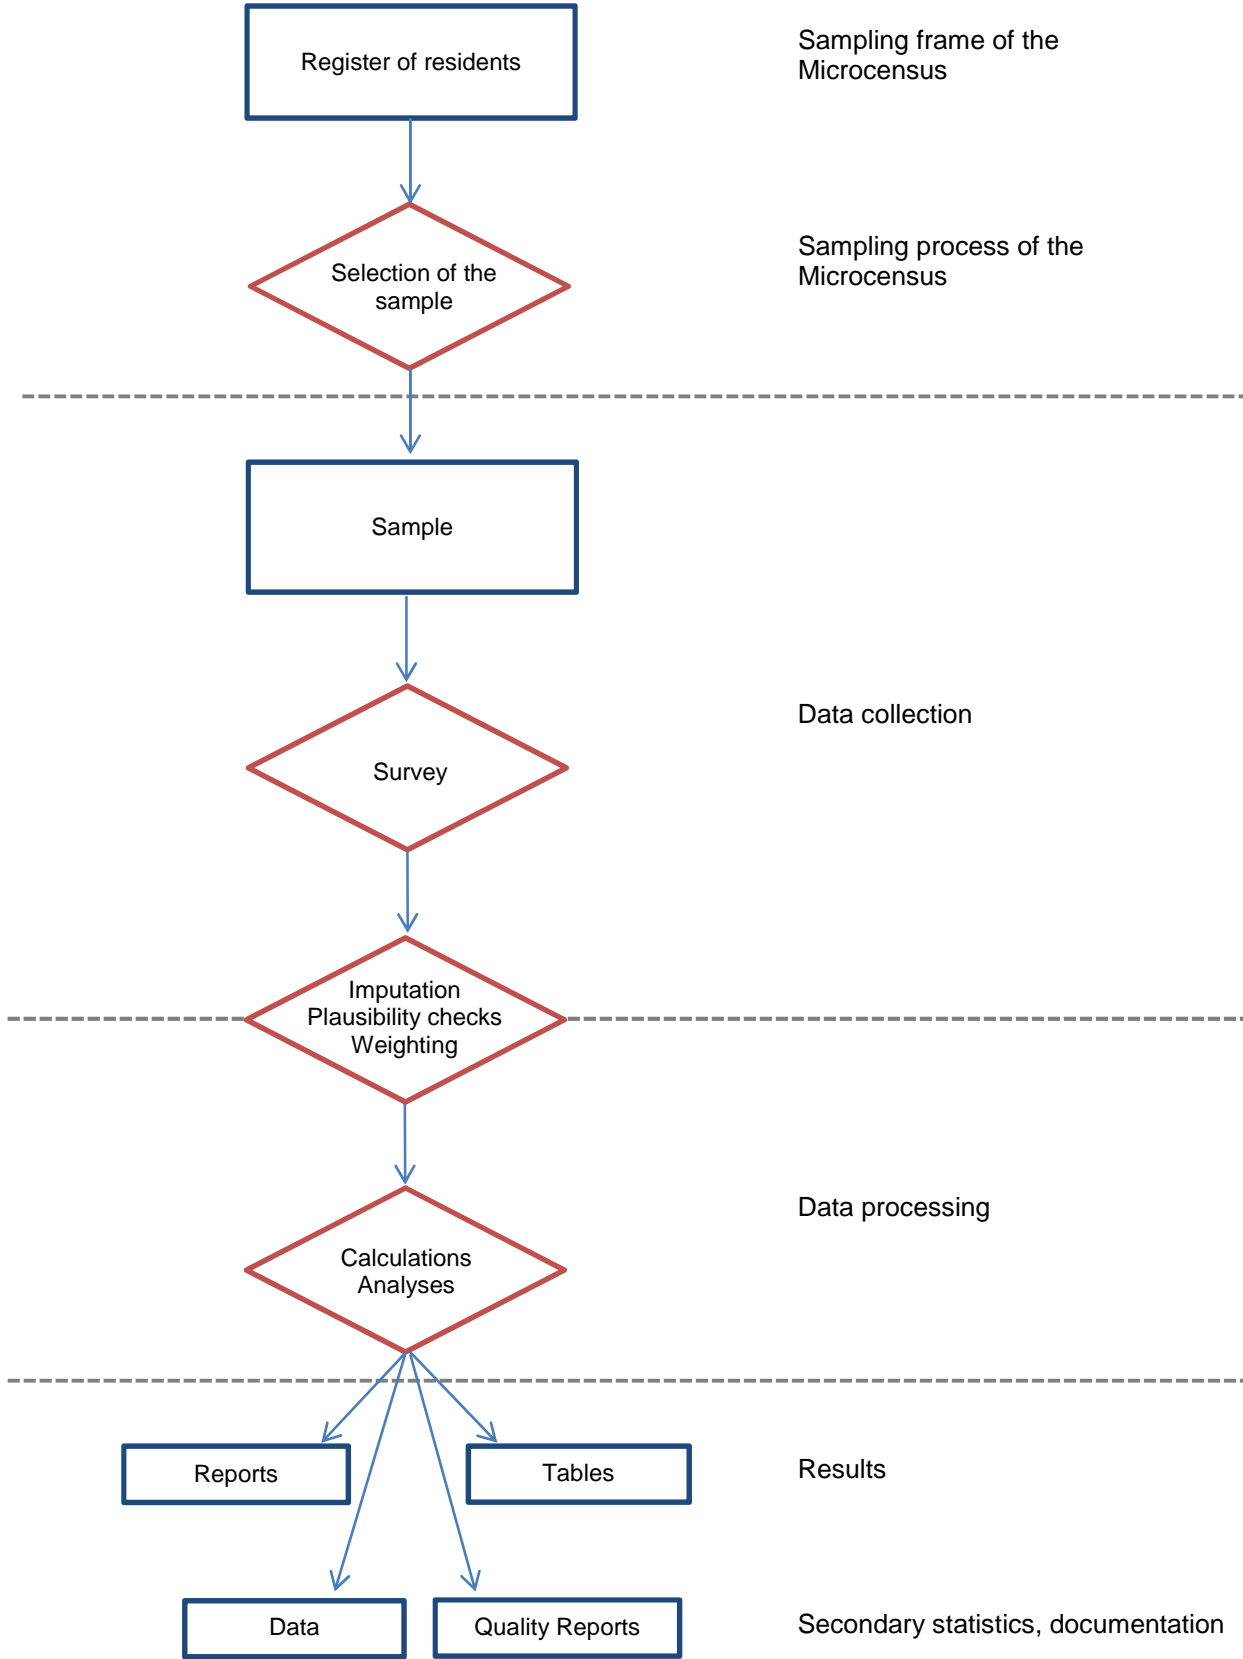 Register of residents
Sampling frame of the
Microcensus
Selection of the
sample
Sampling process of the
Microcensus
Sample
Survey
Data collection
Imputation
Plausibility checks
Weighting
Calculations
Analyses
Data processing
Reports
Tables
Results
Data
Quality Reports
Secondary statistics, documentation